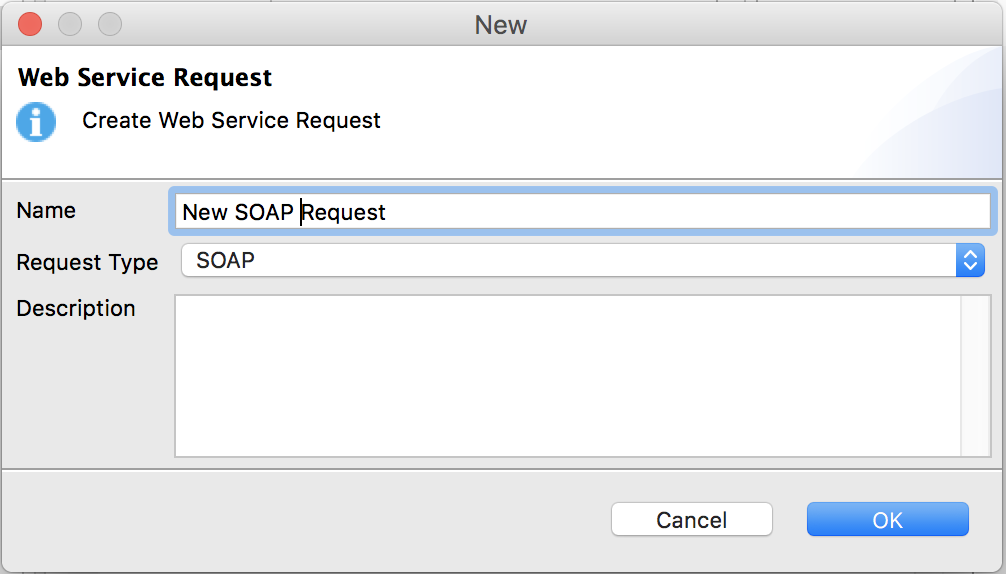 New
Web Service Request
Create Web Service Request
Name New SOAP Request
Request Type SOAP
Description
Cancel OK